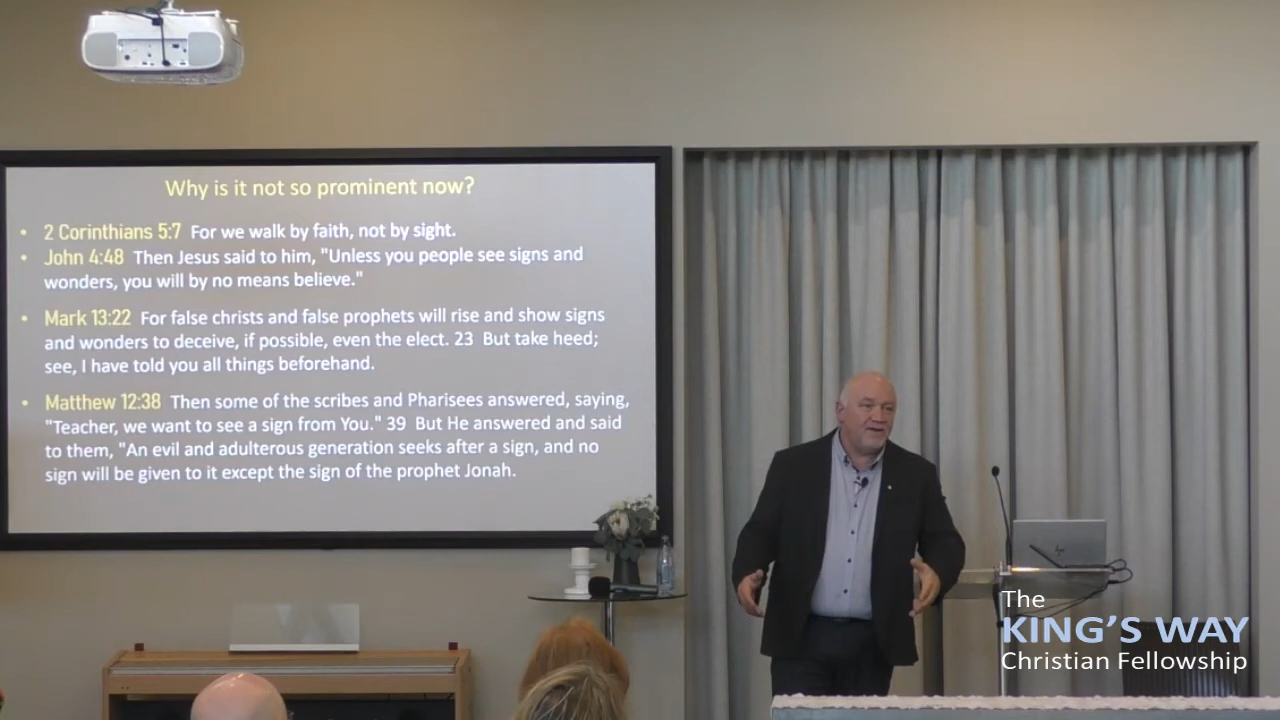 Why is it not so prominent now?
• 2 Corinthians 5:7 For we walk by faith, not by sight.
• John 4:48 Then Jesus said to him, "Unless you people see signs and
wonders, you will by no means believe."
• Mark 13:22 For false christs and false prophets will rise and show signs
and wonders to deceive, if possible, even the elect. 23 But take heed;
see, I have told you all things beforehand.
• Matthew 12:38 Then some of the scribes and Pharisees answered, saying,
"Teacher, we want to see a sign from You." 39 But He answered and said
to them, "An evil and adulterous generation seeks after a sign, and no
sign will be given to it except the sign of the prophet Jonah.
hp
The
KING'S WAY
Christian Fellowship